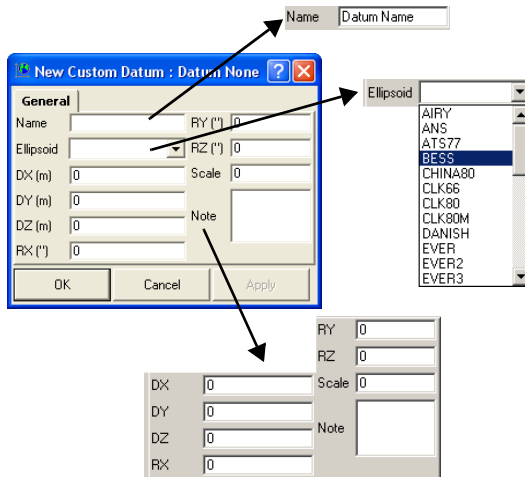 Name Datum Name
New Custom Datum : Datum None
General
Name RY (") 0
Ellipsoid RZ (") 0
DX (m) 0 Scale 0
DY (m) 0
Note
DZ (m) 0
RX (") 0
OK Cancel Apply
Ellipsoid
AIRY
ANS
ATS77
BESS
CHINA80
CLK66
CLK80
CLK80M
DANISH
EVER
EVER2
EVER3
RY 0
RZ 0
DX 0 Scale 0
DY 0
Note
DZ 0
RX 0